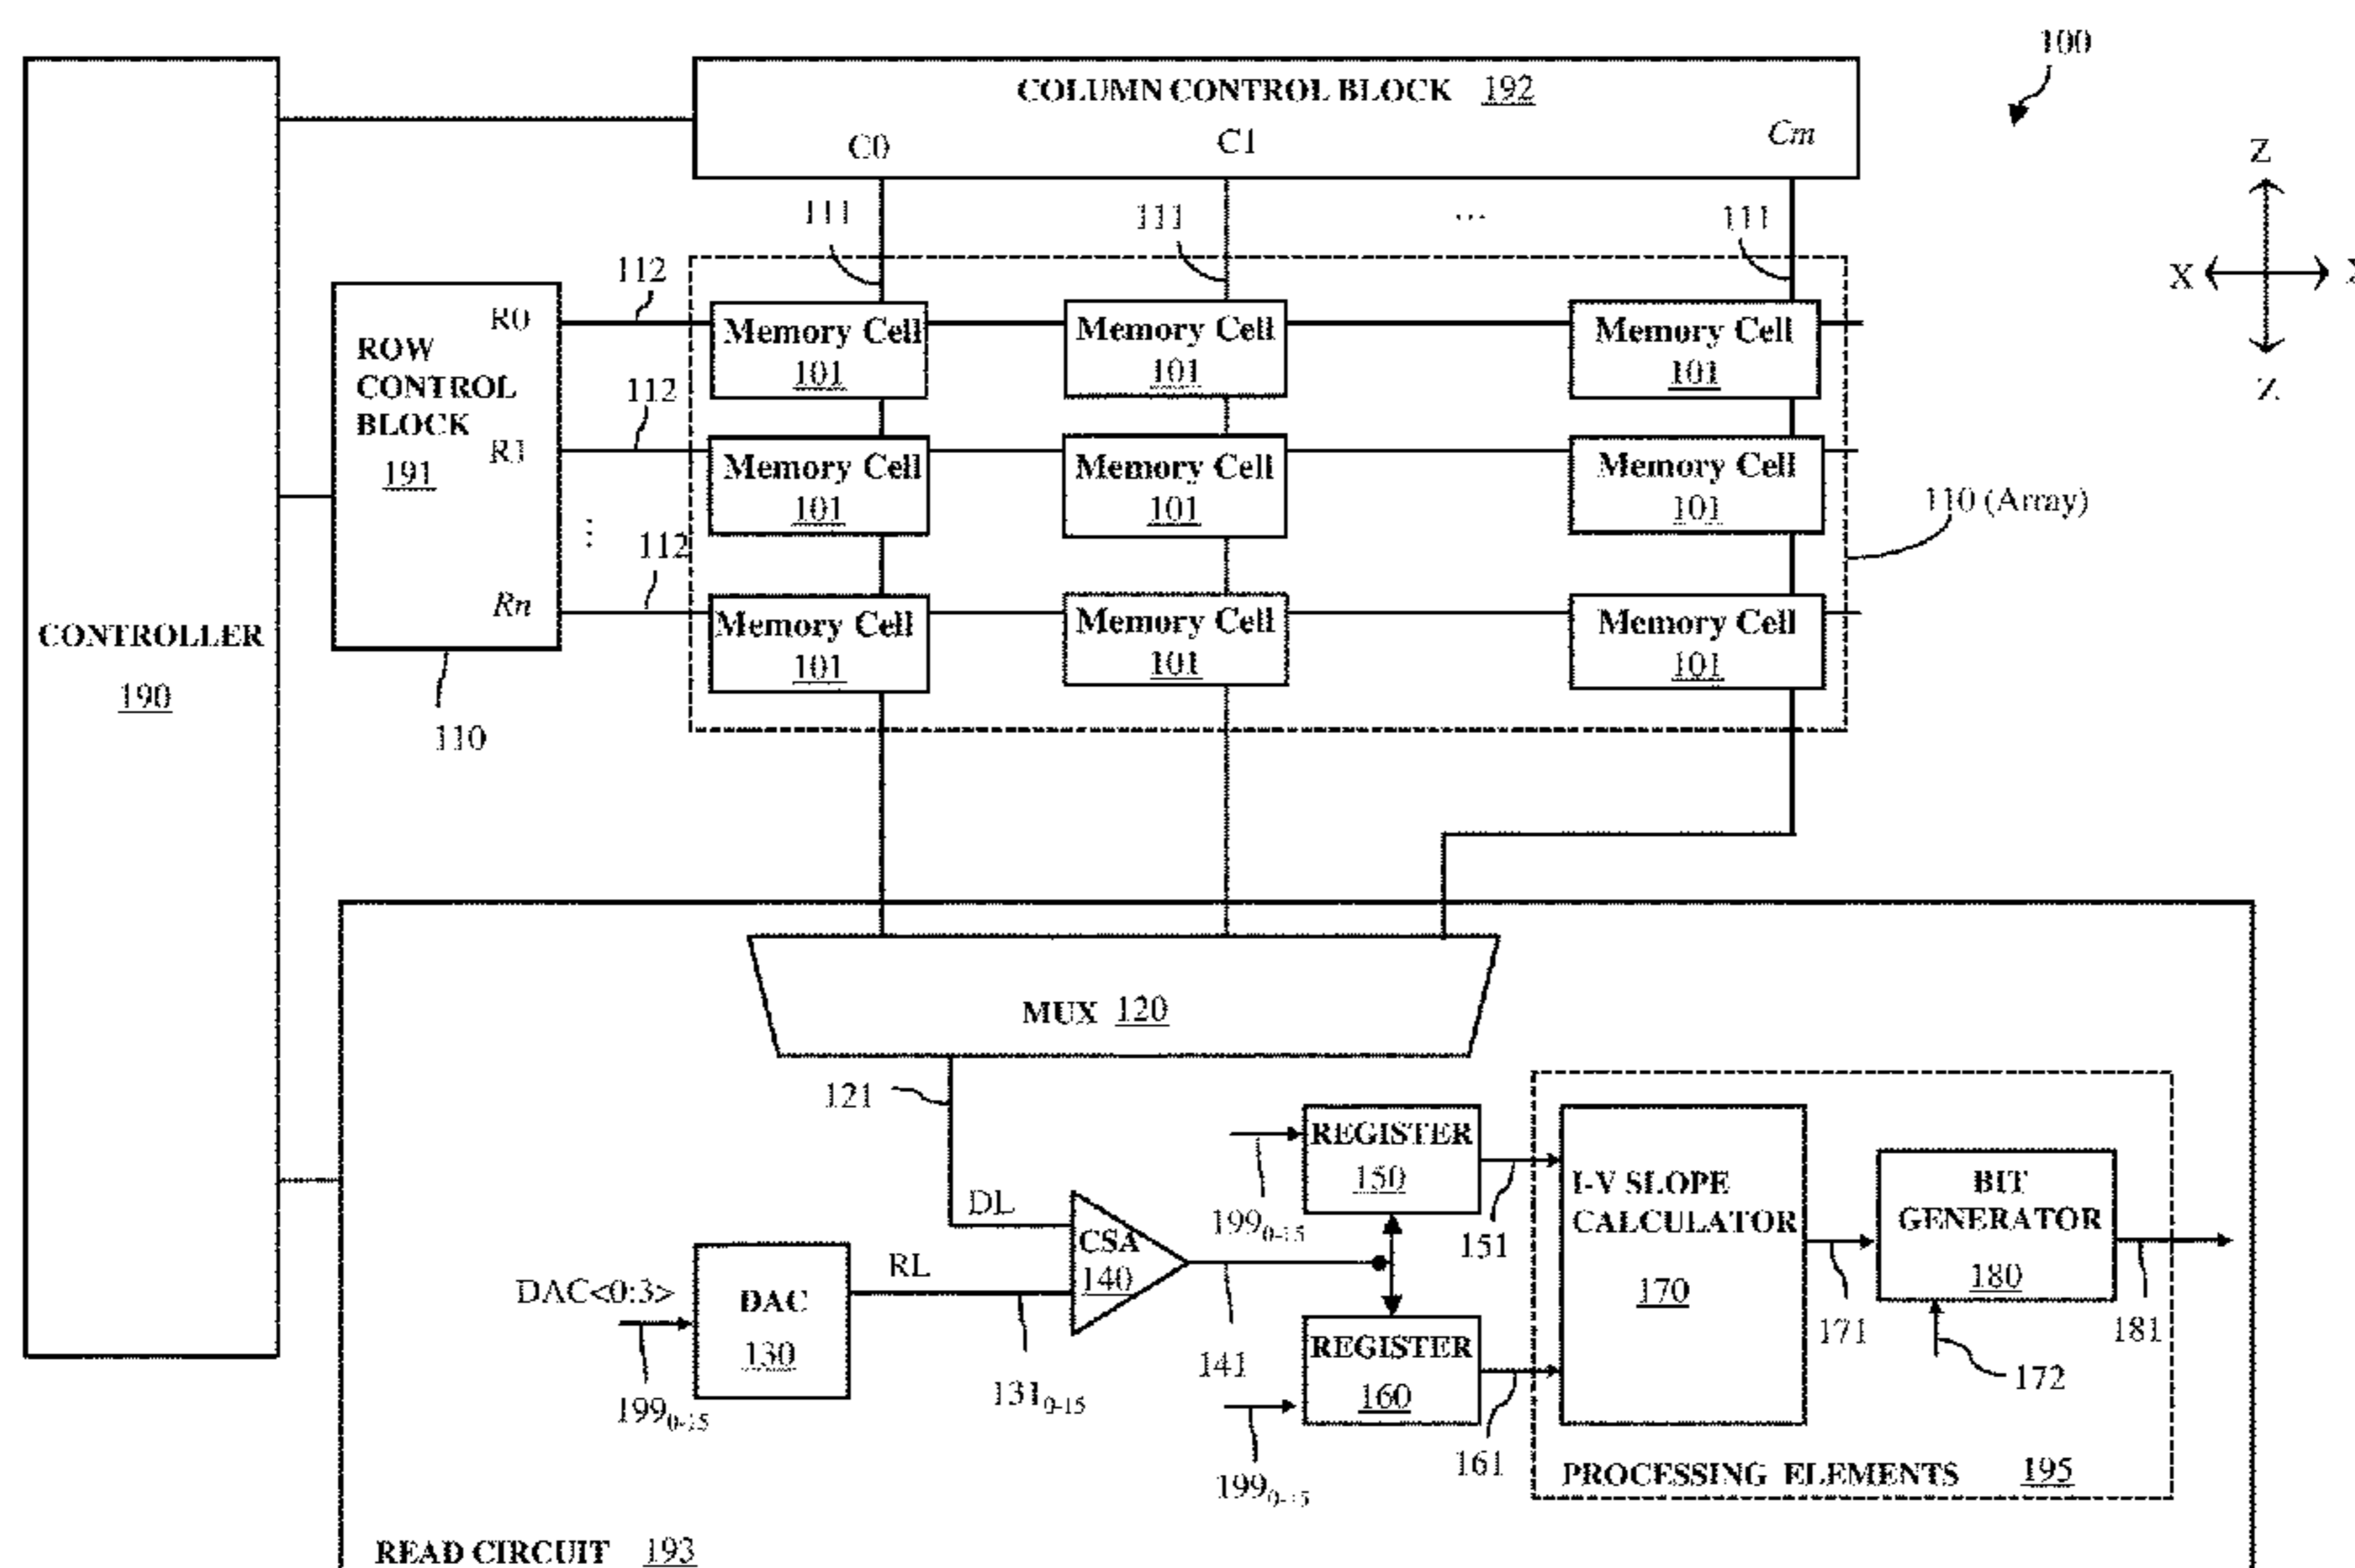 100
COLUMN CONTROL BLOCK 192
C0 C1 Cm
Z
111 111 ... 111
X
Z
112
R0
ROW
CONTROL
BLOCK
191
112
R1
⋮
112
Rn
110
Memory Cell
101
Memory Cell
101
Memory Cell
101
Memory Cell
101
Memory Cell
101
Memory Cell
101
Memory Cell
101
Memory Cell
101
Memory Cell
101
110 (Array)
CONTROLLER
190
MUX 120
121
DL
RL
DAC<0:3>
199₀₋₁₅
DAC
130
131₀₋₁₅
CSA
140
141
199₀₋₁₅
REGISTER
150
151
REGISTER
160
161
199₀₋₁₅
I-V SLOPE
CALCULATOR
170
171
BIT
GENERATOR
180
172
181
PROCESSING ELEMENTS 195
READ CIRCUIT 193